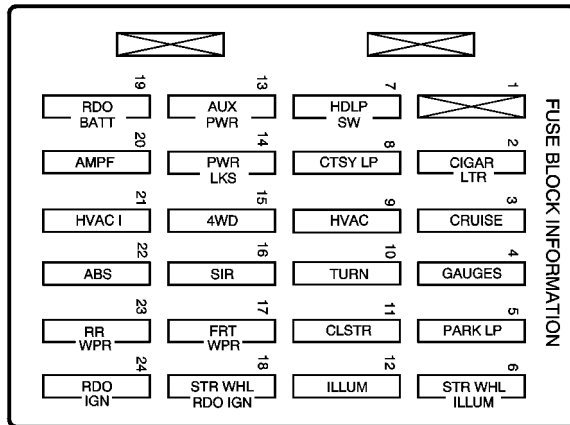 19
13
7
1
RDO
BATT
AUX
PWR
HDLP
SW
20
14
8
2
AMPF
PWR
LKS
CTSY LP
CIGAR
LTR
21
15
9
3
HVAC I
4WD
HVAC
CRUISE
22
16
10
4
ABS
SIR
TURN
GAUGES
23
17
11
5
RR
WPR
FRT
WPR
CLSTR
PARK LP
24
18
12
6
RDO
IGN
STR WHL
RDO IGN
ILLUM
STR WHL
ILLUM
FUSE BLOCK INFORMATION